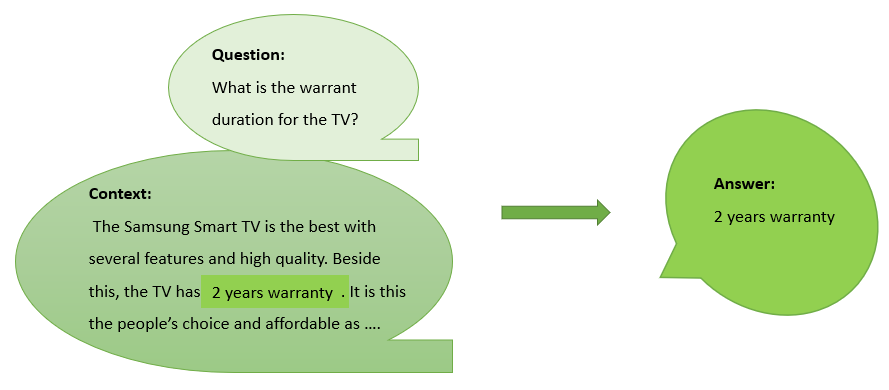 Question:
What is the warrant
duration for the TV?
Context:
The Samsung Smart TV is the best with
several features and high quality. Beside
this, the TV has 2 years warranty . It is this
the people’s choice and affordable as ….
Answer:
2 years warranty